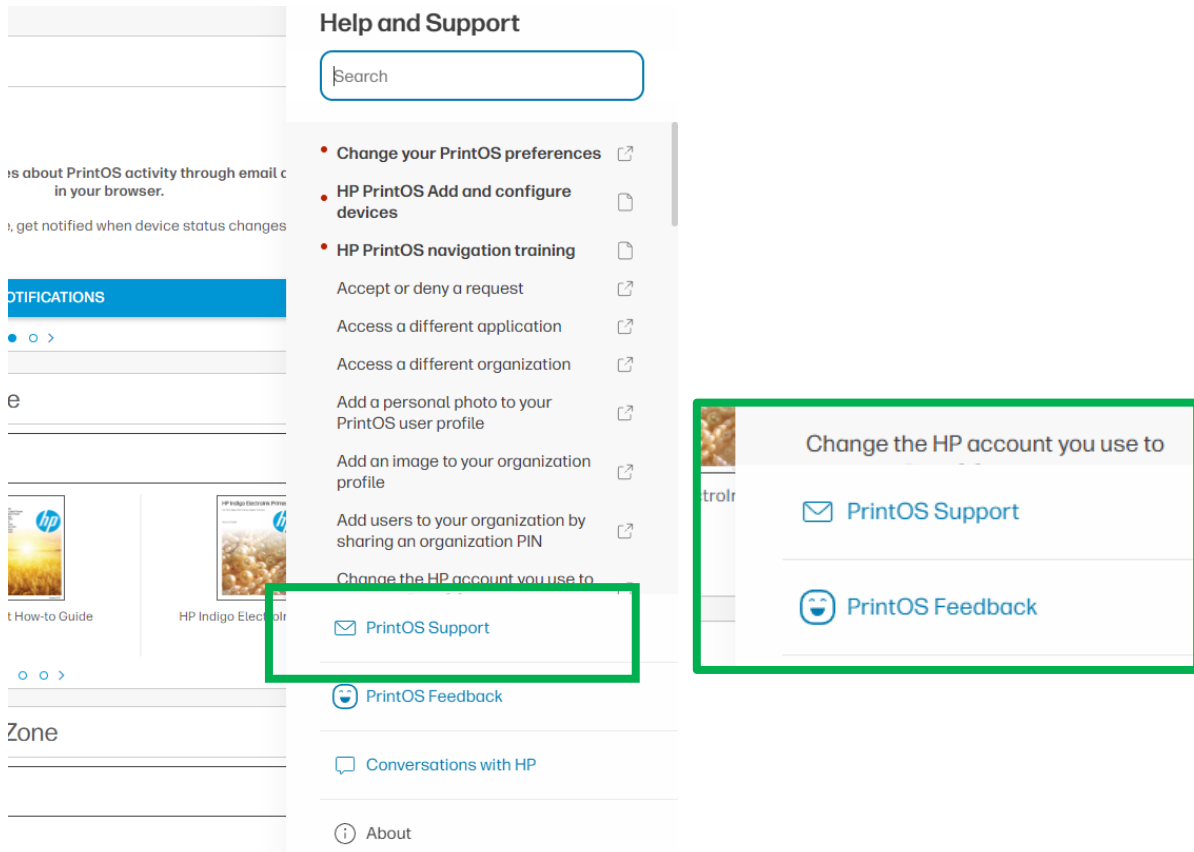 Help and Support
Search
es about PrintOS activity through email
in your browser.
, get notified when device status changes
OTIFICATIONS
e
t How-to Guide
HP Indigo Elect
Zone
Change your PrintOS preferences
HP PrintOS Add and configure
devices
HP PrintOS navigation training
Accept or deny a request
Access a different application
Access a different organization
Add a personal photo to your
PrintOS user profile
Add an image to your organization
profile
Add users to your organization by
sharing an organization PIN
Change the HP account you use to
PrintOS Support
PrintOS Feedback
Conversations with HP
About
Change the HP account you use to
PrintOS Support
PrintOS Feedback